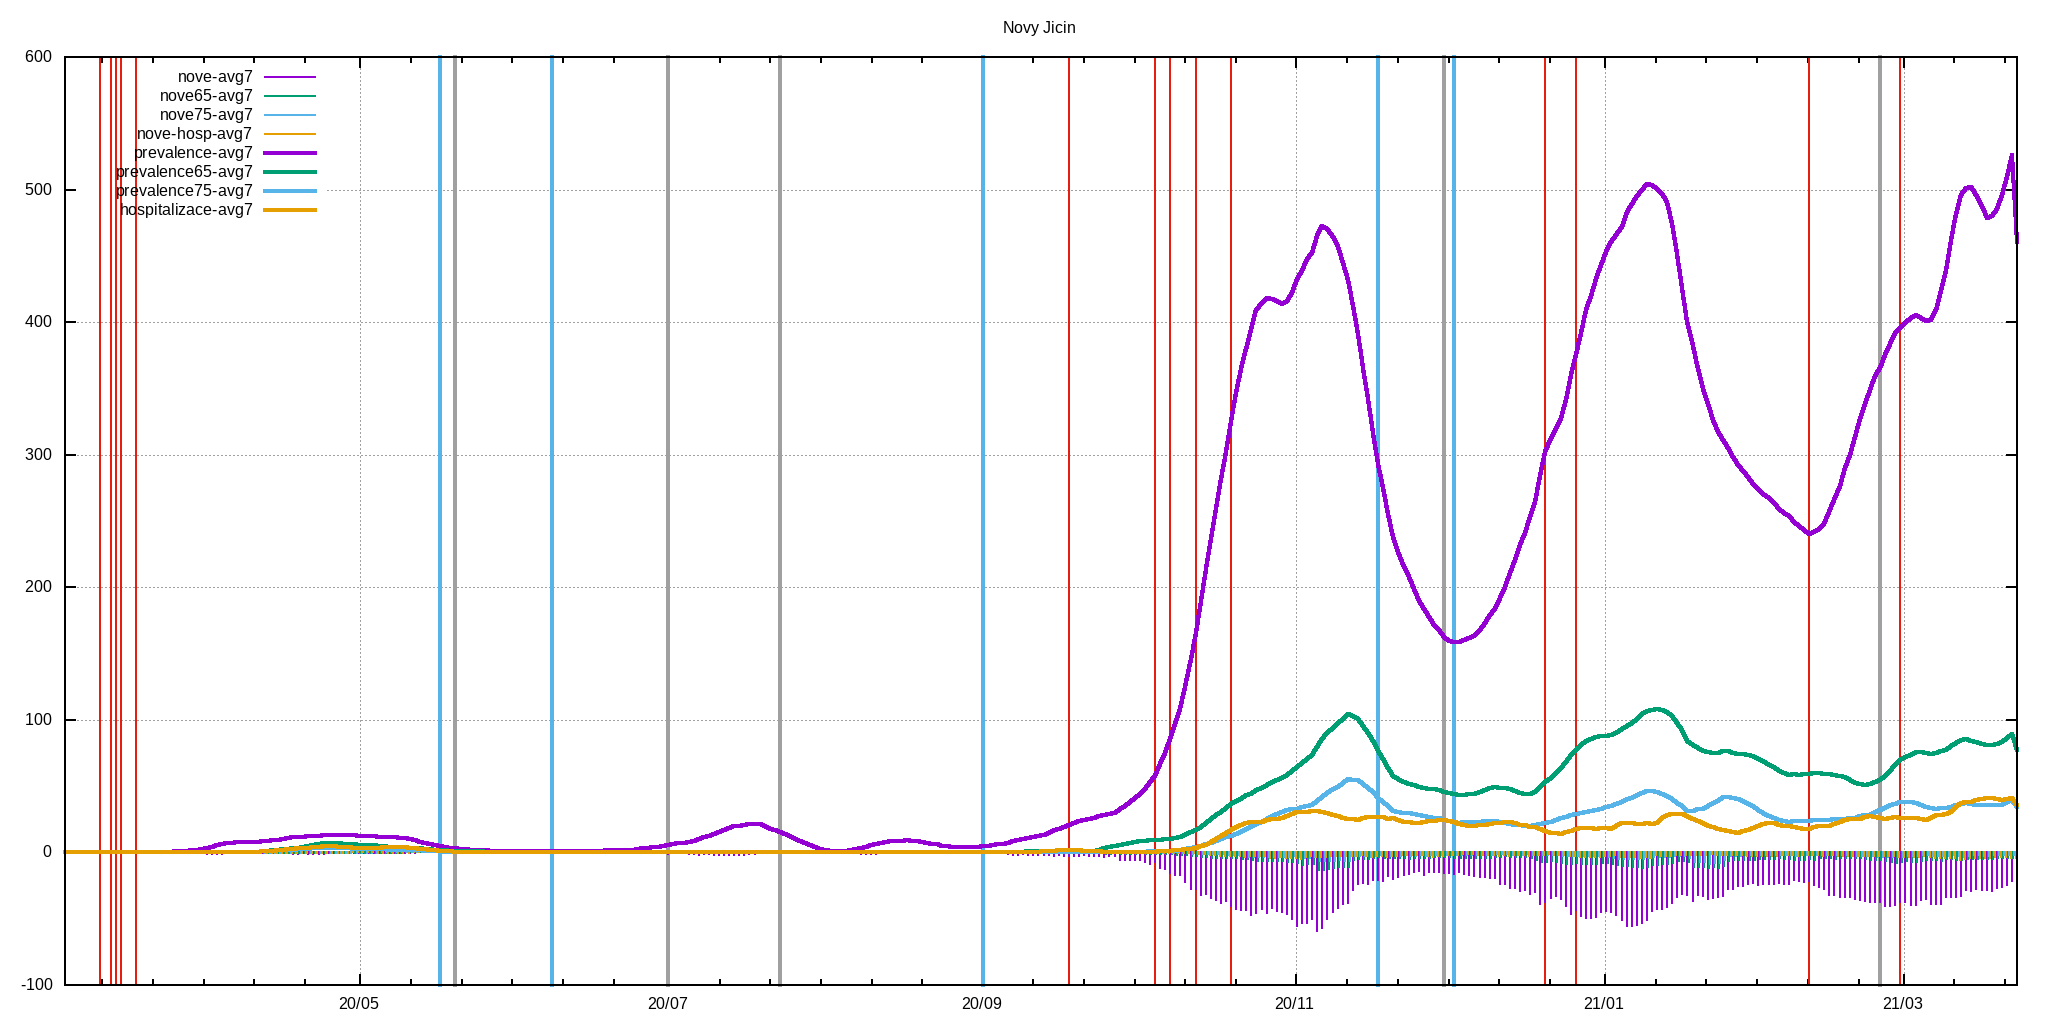 Novy Jicin
600
500
400
300
200
100
0
-100
nove-avg7
nove65-avg7
nove75-avg7
nove-hosp-avg7
prevalence-avg7
prevalence65-avg7
prevalence75-avg7
hospitalizace-avg7
20/05
20/07
20/09
20/11
21/01
21/03